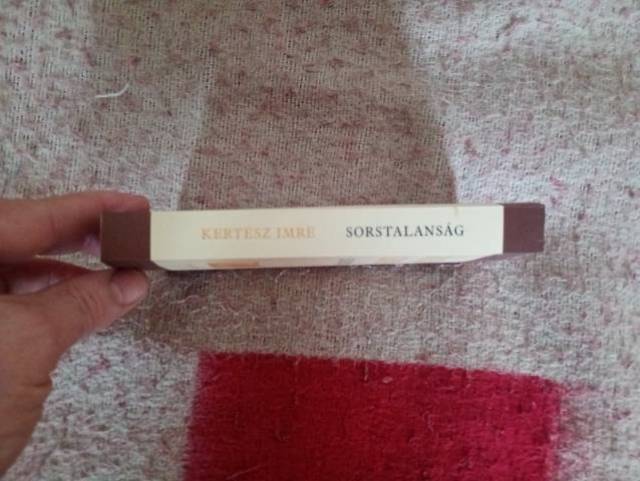 KERTÉSZ IMRE SORSTALANSÁG